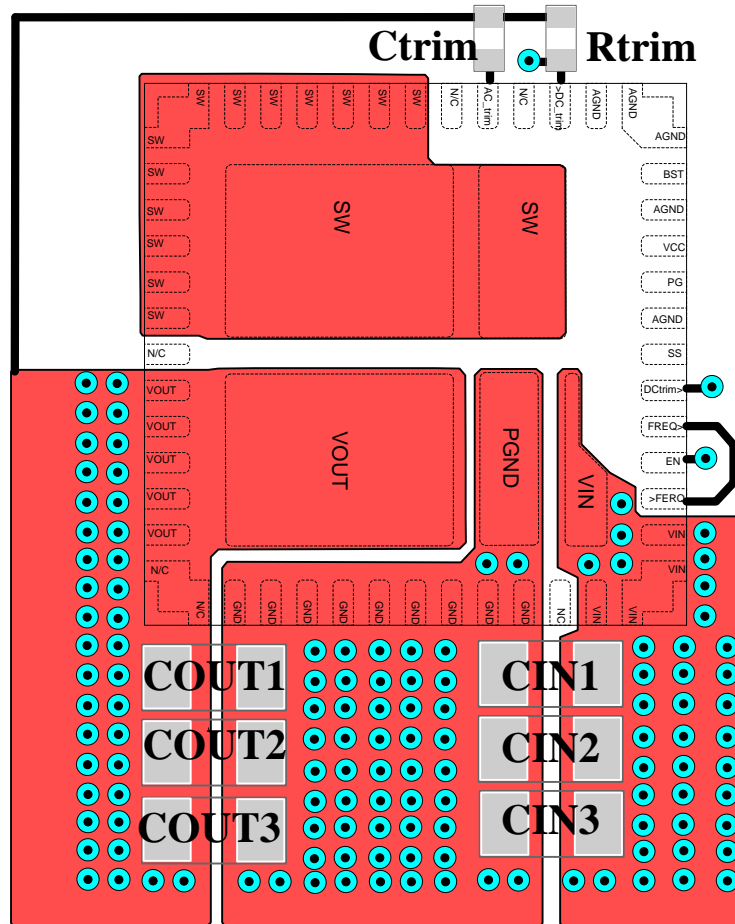 Ctrim Rtrim
SW SW SW SW SW SW SW N/C AC_trim N/C >DC_trim AGND AGND
SW AGND
SW BST
SW AGND
SW VCC
SW PG
SW AGND
N/C SS
SW SW
VOUT DCtrim>
VOUT FREQ>
VOUT EN
VOUT >FERQ
VOUT VIN
N/C VIN
VOUT PGND VIN
N/C GND GND GND GND GND GND GND GND GND NC VIN VIN
COUT1 CIN1
COUT2 CIN2
COUT3 CIN3